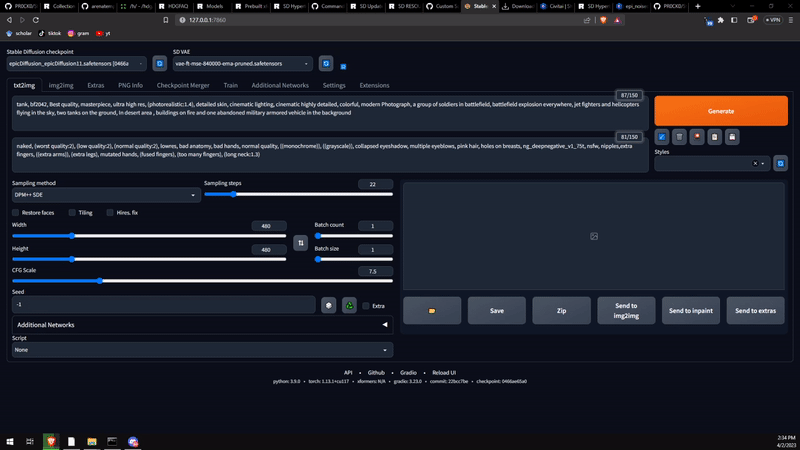 PR0CXD/S
Collection
arenatemp
/h/ - /hdg
R Models
Prebuilt x
R HDGFAQ
SD Hyper
Command
SD Updat
SD RESO
Custom S
Stable
Download
Civitai | S
SD Hyper
epi_noise
PR0CXD/S
127.0.0.1:7860
VPN
scholar
tiktok
gram
yt
Stable Diffusion checkpoint
SD VAE
epicDiffusion_epicDiffusion11.safetensors [0466a
vae-ft-mse-840000-ema-pruned.safetensors
txt2img
img2img
Extras
PNG Info
Checkpoint Merger
Train
Additional Networks
Settings
Extensions
87/150
tank, bf2042, Best quality, masterpiece, ultra high res, (photorealistic:1.4), detailed skin, cinematic lighting, cinematic highly detailed, colorful, modern Photograph, a group of soldiers in battlefield, battlefield explosion everywhere, jet fighters and helicopters
flying in the sky, two tanks on the ground, in desert area , buildings on fire and one abandoned military armored vehicle in the background
Generate
81/150
naked, (worst quality:2), (low quality:2), (normal quality:2), lowres, bad anatomy, bad hands, normal quality, ((monochrome)), ((grayscale)), collapsed eyeshadow, multiple eyeblows, pink hair, holes on breasts, ng_deepnegative_v1_75t, nsfw, nipples,extra
fingers, ((extra arms)), (extra legs), mutated hands, (fused fingers), (too many fingers), (long neck:1.3)
Styles
Sampling method
DPM++ SDE
Sampling steps
22
Restore faces
Tiling
Hires. fix
Width
480
Batch count
1
Height
480
Batch size
1
CFG Scale
7.5
Seed
-1
Extra
Additional Networks
Script
None
Save
Zip
Send to
img2img
Send to inpaint
Send to extras
API • Github • Gradio • Reload UI
python: 3.9.0 • torch: 1.13.1+cu117 • xformers: N/A • gradio: 3.23.0 • commit: 22bcc7be • checkpoint: 0466ae65a0
2:34 PM
4/2/2023